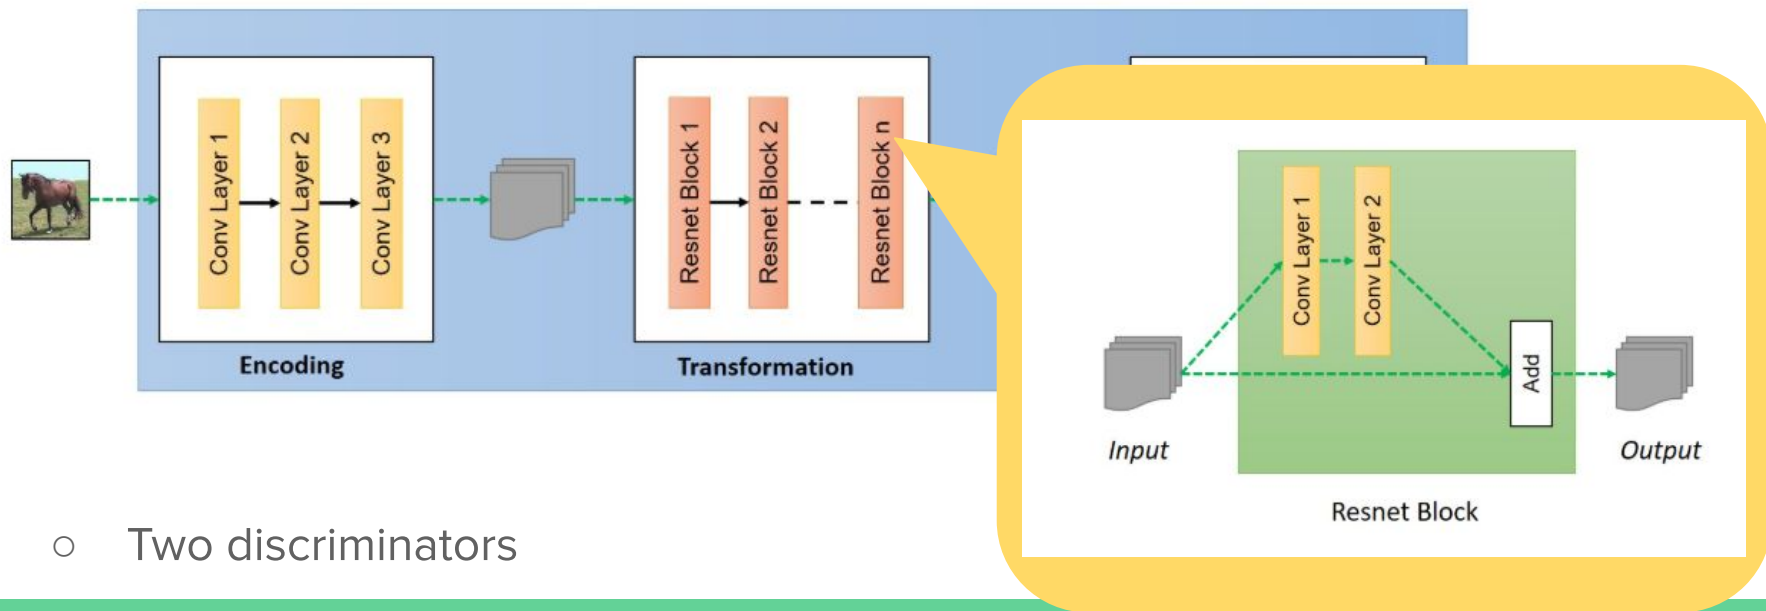 Conv Layer 1
Conv Layer 2
Conv Layer 3
Encoding
Resnet Block 1
Resnet Block 2
Resnet Block n
Transformation
Conv Layer 1
Conv Layer 2
Add
Input
Output
Resnet Block
○ Two discriminators